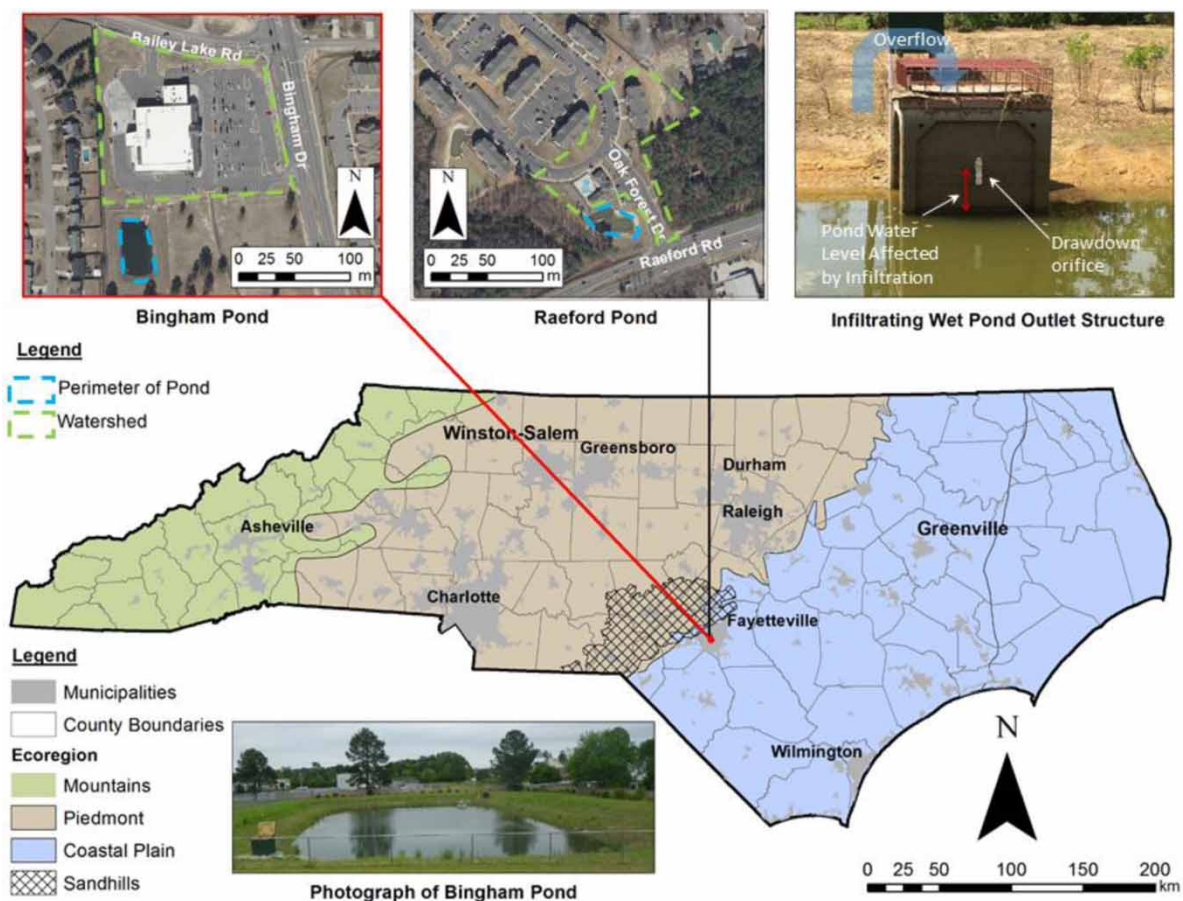 Bailey Lake Rd
Bingham Dr
N
0 25 50 100
m
Bingham Pond
Oak Forest Dr
Raeford Rd
N
0 25 50 100
m
Raeford Pond
Overflow
Pond Water
Level Affected
by Infiltration
Drawdown
orifice
Infiltrating Wet Pond Outlet Structure
Legend
Perimeter of Pond
Watershed
Winston-Salem
Greensboro
Durham
Raleigh
Asheville
Greenville
Charlotte
Fayetteville
Wilmington
Legend
Municipalities
County Boundaries
Ecoregion
Mountains
Piedmont
Coastal Plain
Sandhills
Photograph of Bingham Pond
N
0 25 50 100 150 200
km